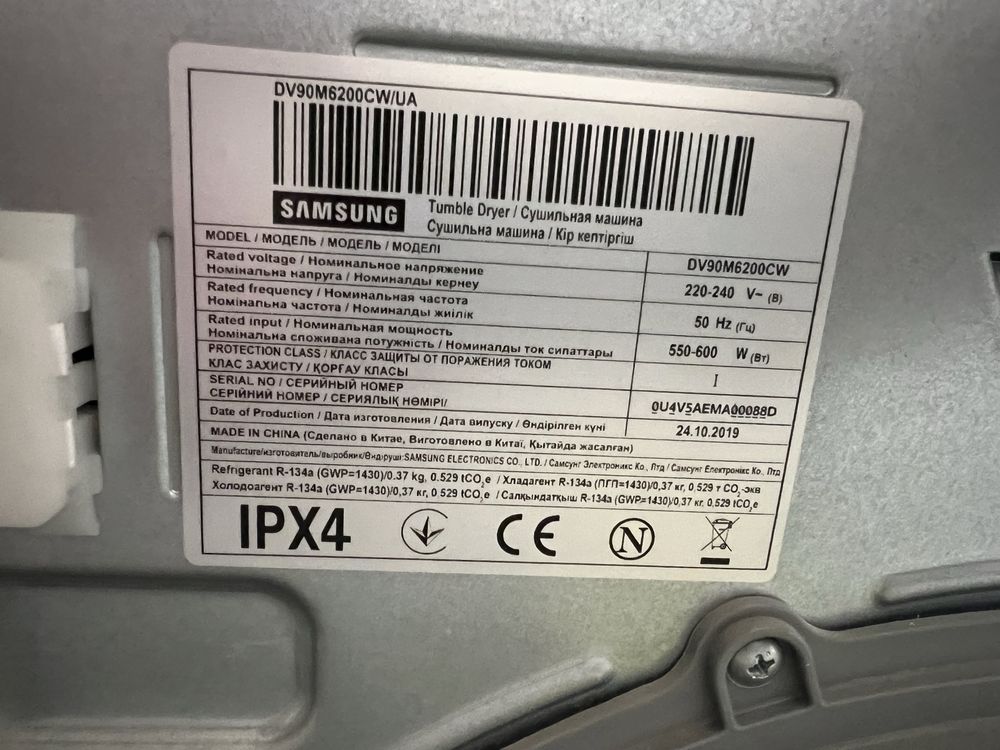 DV90M6200CW/UA
SAMSUNG
Tumble Dryer / Сушильная машина
Сушильна машина / Кір кептіргіш
MODEL / МОДЕЛЬ / МОДЕЛЬ / МОДЕЛІ DV90M6200CW
Rated voltage / Номинальное напряжение
Номінальна напруга / Номиналды кернеу
220-240 V~ (В)
Rated frequency / Номинальная частота
Номінальна частота / Номиналды жиілік
50 Hz (Гц)
Rated input / Номинальная мощность
Номінальна споживана потужність / Номиналды ток сипаттары
550-600 W (Вт)
PROTECTION CLASS / КЛАСС ЗАЩИТЫ ОТ ПОРАЖЕНИЯ ТОКОМ
КЛАС ЗАХИСТУ / ҚОРҒАУ КЛАСЫ
I
SERIAL NO / СЕРИЙНЫЙ НОМЕР
СЕРІЙНИЙ НОМЕР / СЕРИЯЛЫҚ НӨМІРІ/
0U4V5AEMA00088D
Date of Production / Дата изготовления / Дата випуску / Өндірілген күні 24.10.2019
MADE IN CHINA (Сделано в Китае, Виготовлено в Китаї, Қытайда жасалған)
Manufacture/изготовитель/выробник/Өндіруші:SAMSUNG ELECTRONICS CO., LTD. / Самсунг Электроникс Ко., Лтд / Самсунг Електронікс Ко., Лтд
Refrigerant R-134a (GWP=1430)/0.37 kg, 0.529 tCO₂e / Хладагент R-134a (ПГП=1430)/0,37 кг, 0.529 т CO₂-экв
Холодоагент R-134a (GWP=1430)/0,37 кг, 0.529 tCO₂e / Салқындатқыш R-134a (GWP=1430)/0,37 кг, 0.529 tCO₂e
IPX4 CE N